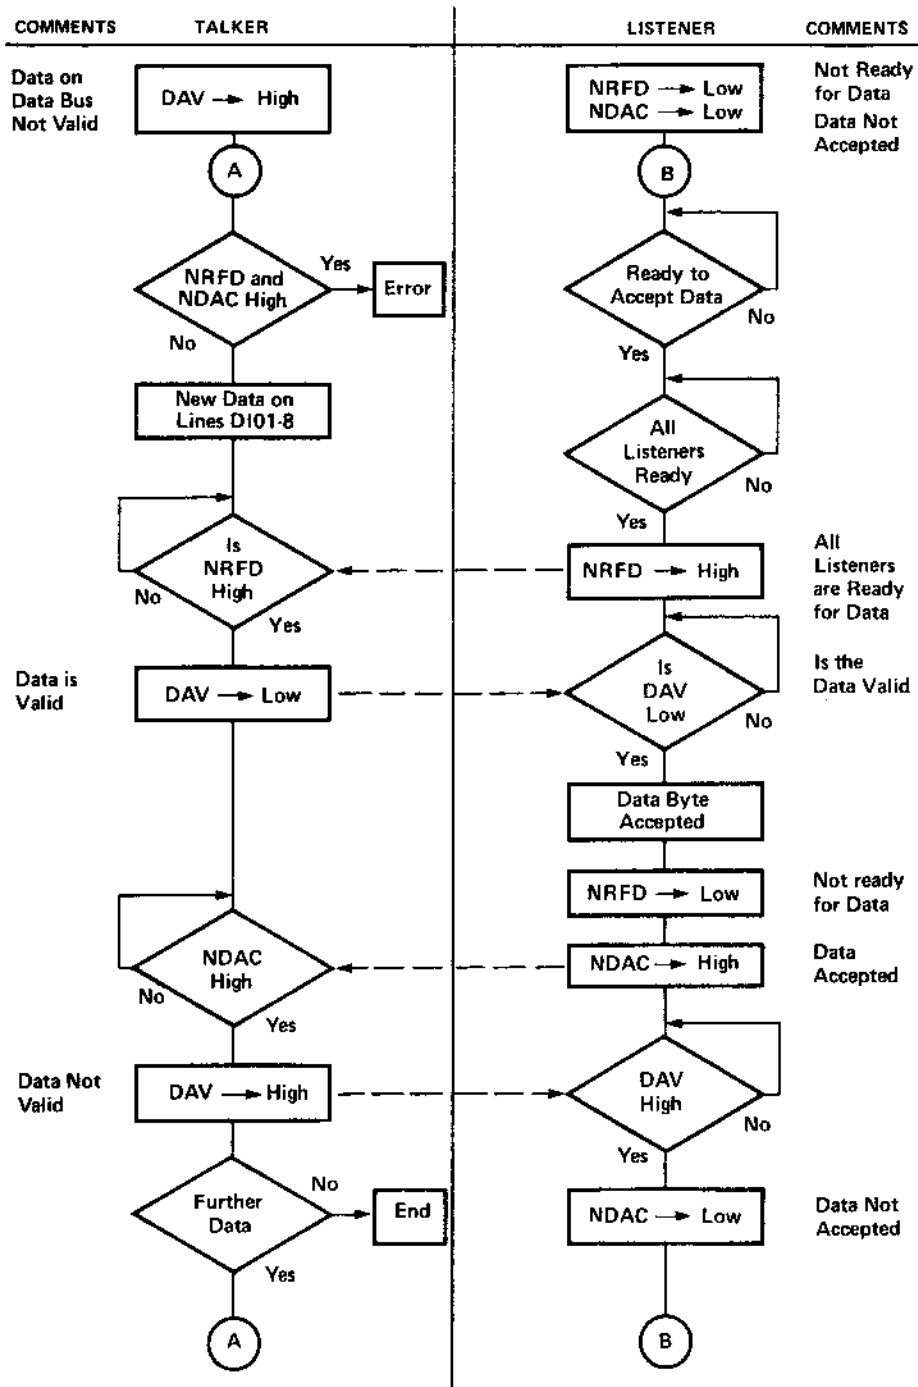 COMMENTS TALKER LISTENER COMMENTS
Data on
Data Bus
Not Valid
DAV → High
A
NRFD and
NDAC High
Yes
Error
No
New Data on
Lines DI01-8
Is
NRFD
High
No
Yes
Data is
Valid
DAV → Low
NDAC
High
No
Yes
Data Not
Valid
DAV → High
Further
Data
No
End
Yes
A
NRFD → Low
NDAC → Low
Not Ready
for Data
Data Not
Accepted
B
Ready to
Accept Data
No
Yes
All
Listeners
Ready
No
Yes
NRFD → High
All
Listeners
are Ready
for Data
Is
DAV
Low
No
Is the
Data Valid
Yes
Data Byte
Accepted
NRFD → Low
Not ready
for Data
NDAC → High
Data
Accepted
DAV
High
No
Yes
NDAC → Low
Data Not
Accepted
B